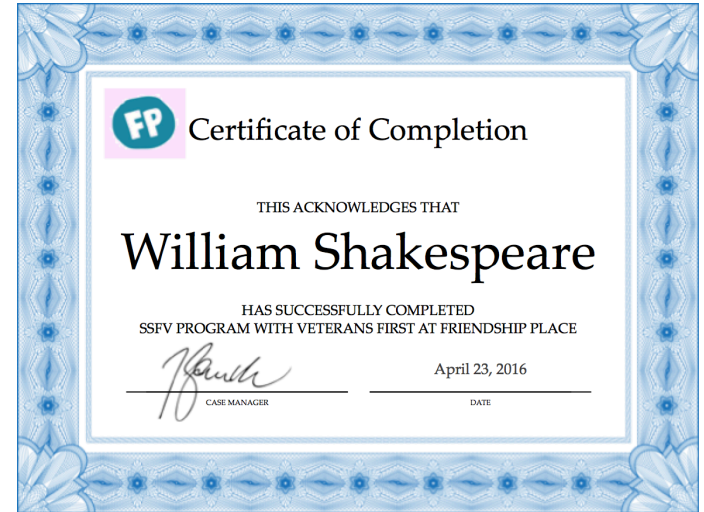 FP
Certificate of Completion
THIS ACKNOWLEDGES THAT
William Shakespeare
HAS SUCCESSFULLY COMPLETED
SSFV PROGRAM WITH VETERANS FIRST AT FRIENDSHIP PLACE
April 23, 2016
CASE MANAGER
DATE